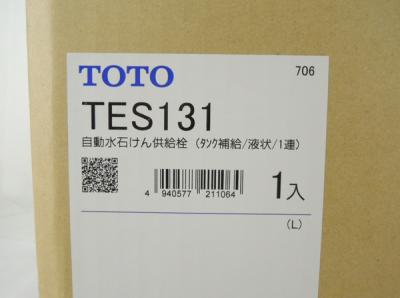 TOTO
706
TES131
自動水石けん供給栓 (ﾀﾝｸ補給/液状/1連)
4 940577 211064
1入
(L)